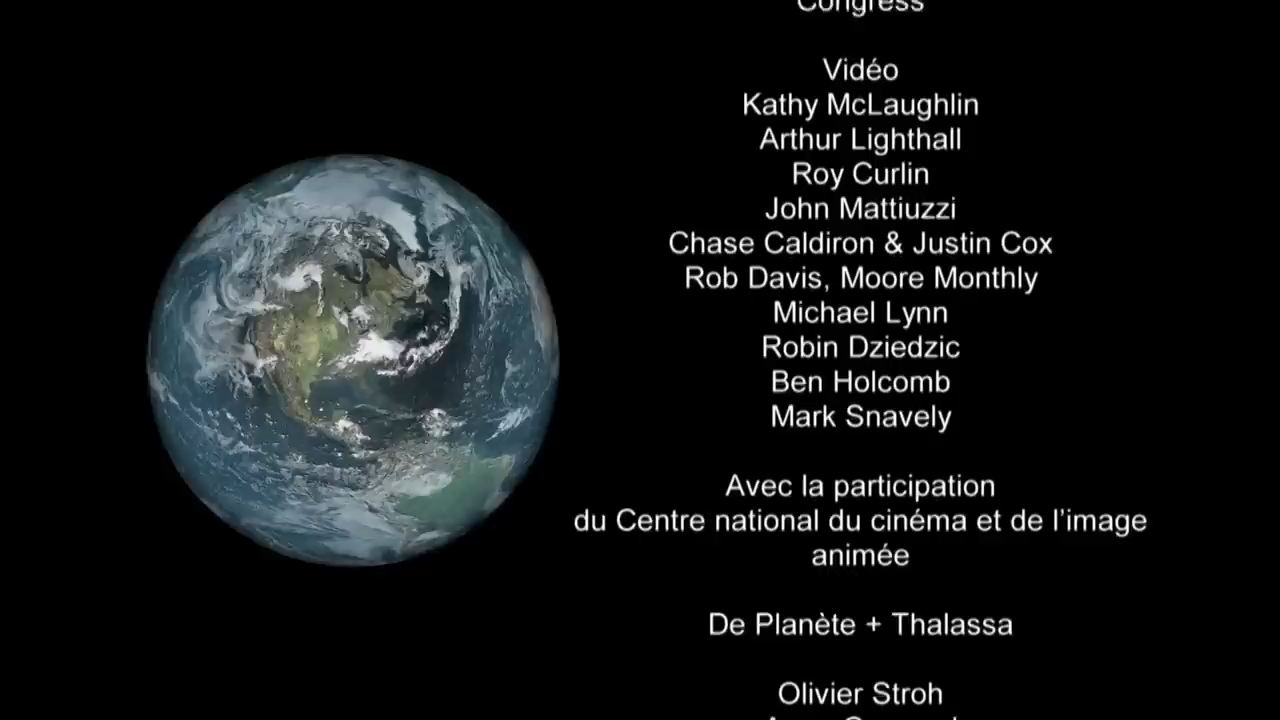 Congress
Vidéo
Kathy McLaughlin
Arthur Lighthall
Roy Curlin
John Mattiuzzi
Chase Caldiron & Justin Cox
Rob Davis, Moore Monthly
Michael Lynn
Robin Dziedzic
Ben Holcomb
Mark Snavely
Avec la participation
du Centre national du cinéma et de l’image
animée
De Planète + Thalassa
Olivier Stroh